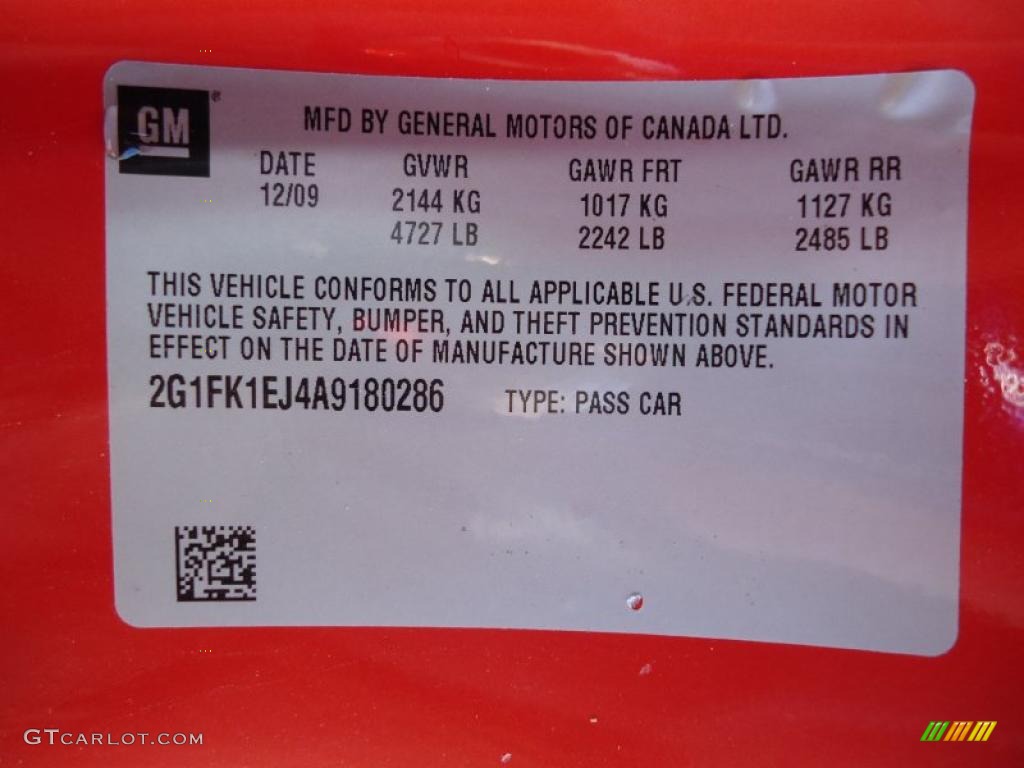 GM®
MFD BY GENERAL MOTORS OF CANADA LTD.
DATE GVWR GAWR FRT GAWR RR
12/09 2144 KG 1017 KG 1127 KG
4727 LB 2242 LB 2485 LB
THIS VEHICLE CONFORMS TO ALL APPLICABLE U.S. FEDERAL MOTOR
VEHICLE SAFETY, BUMPER, AND THEFT PREVENTION STANDARDS IN
EFFECT ON THE DATE OF MANUFACTURE SHOWN ABOVE.
2G1FK1EJ4A9180286 TYPE: PASS CAR
GTCARLOT.COM